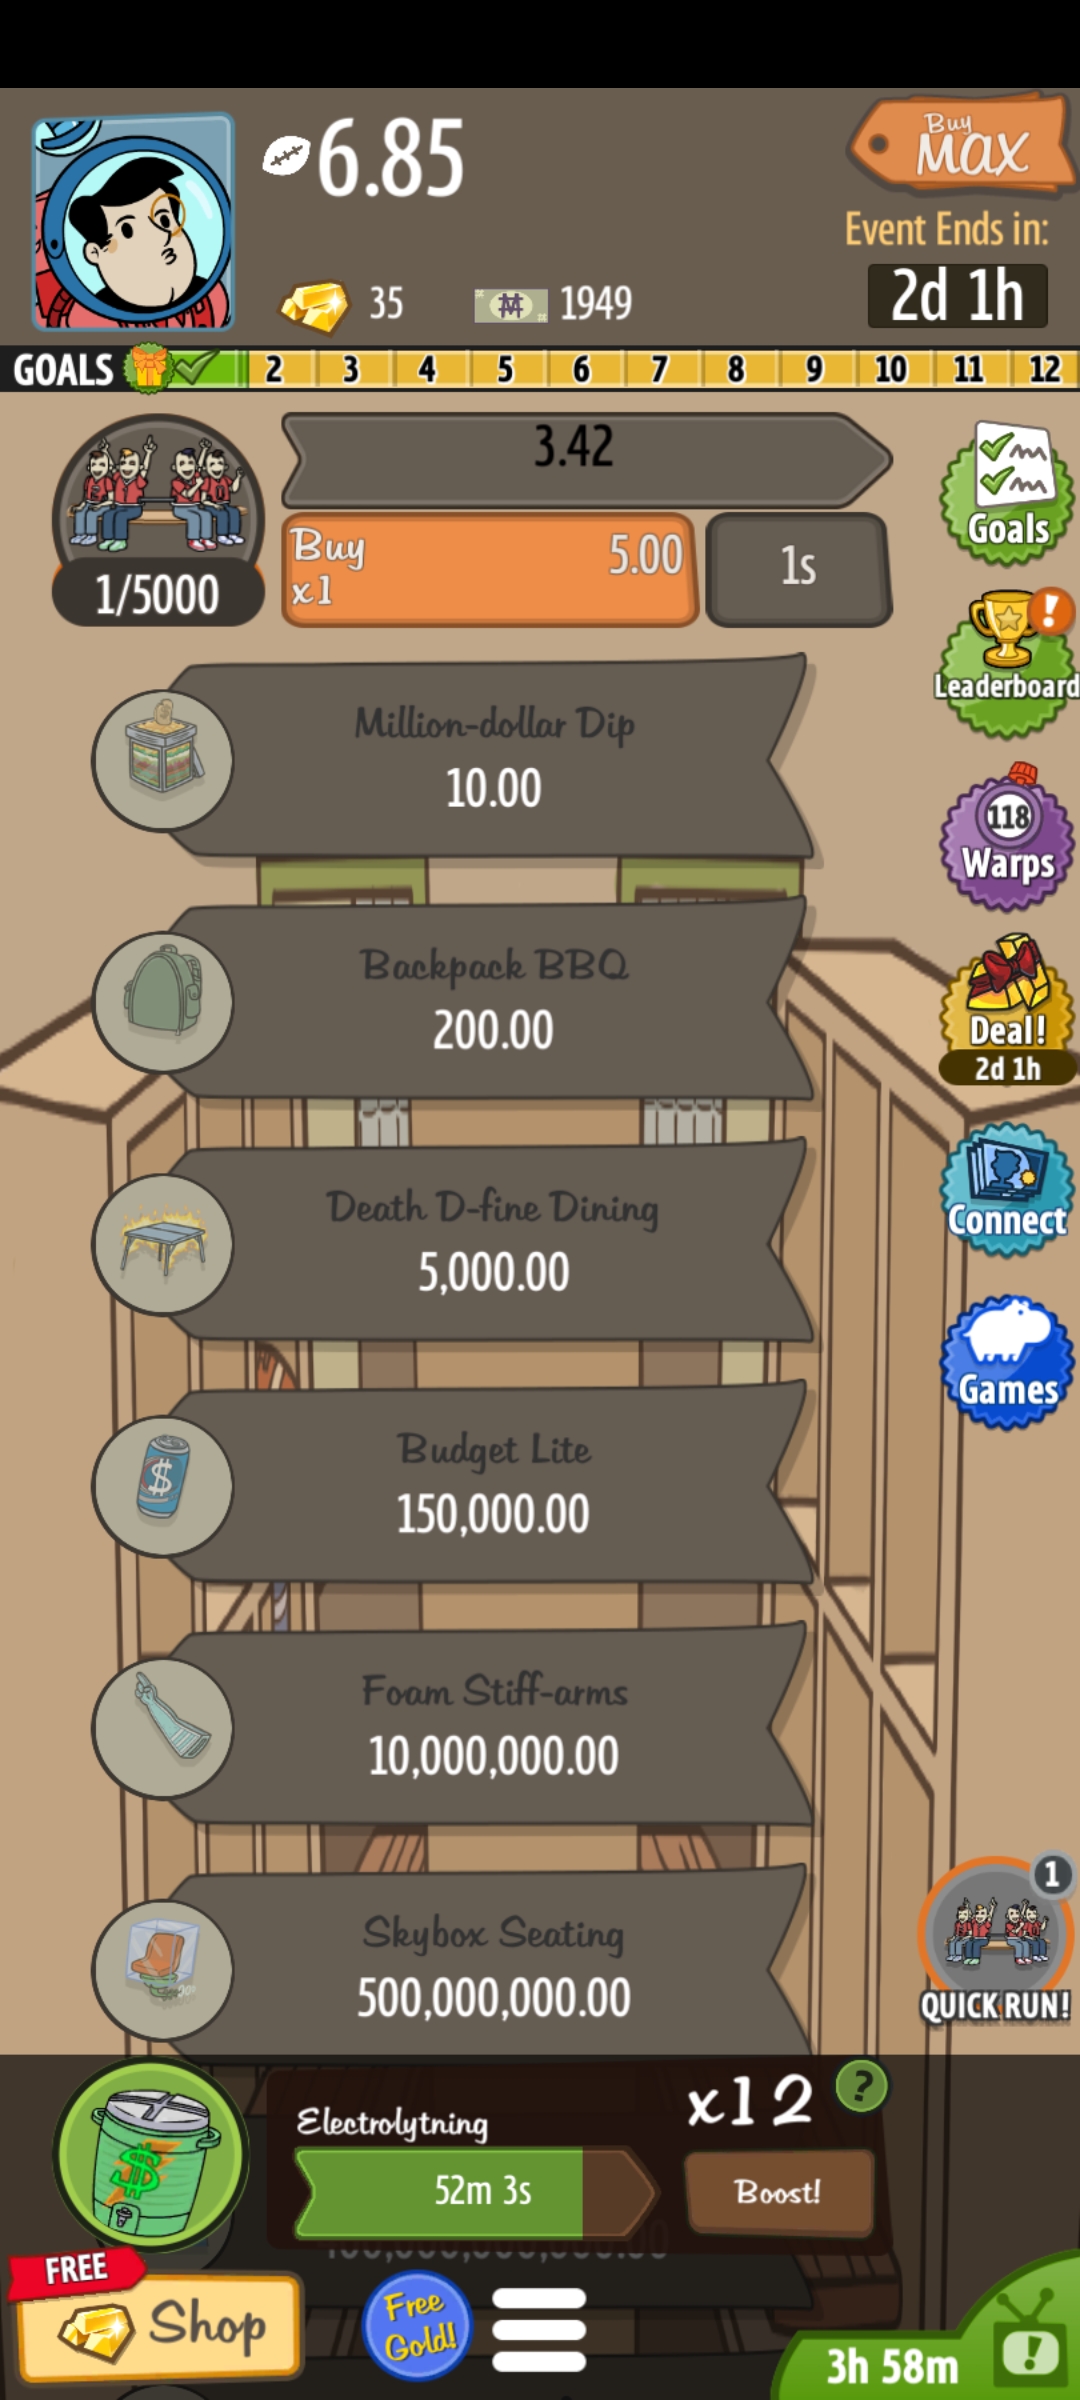 6.85
Buy
MAX
Event Ends in:
2d 1h
35
1949
GOALS 2 3 4 5 6 7 8 9 10 11 12
3.42
Buy
x1
5.00
1s
1/5000
Goals
Leaderboard
Million-dollar Dip
10.00
118
Warps
Backpack BBQ
200.00
Deal!
2d 1h
Death D-fine Dining
5,000.00
Connect
Games
Budget Lite
150,000.00
Foam Stiff-arms
10,000,000.00
Skybox Seating
500,000,000.00
1
QUICK RUN!
Electrolytning
x12
?
52m 3s
Boost!
FREE
Shop
Free
Gold!
3h 58m